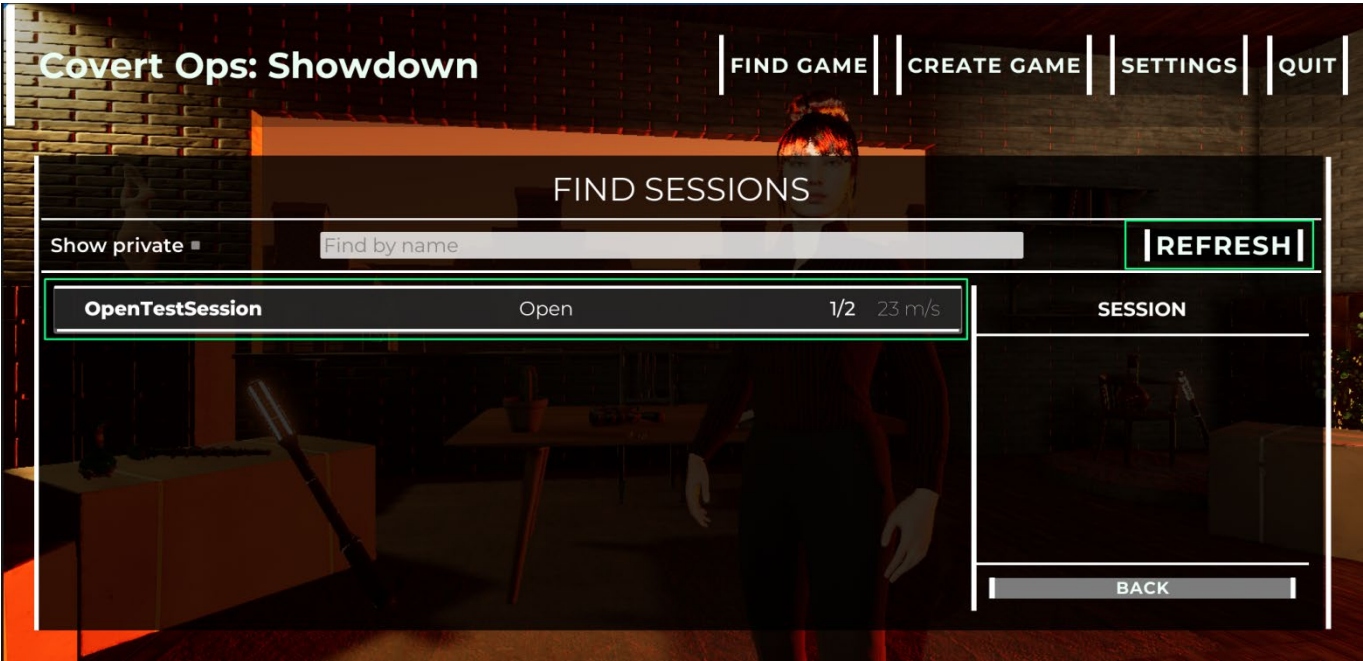 Covert Ops: Showdown
FIND GAME
CREATE GAME
SETTINGS
QUIT
FIND SESSIONS
Show private
Find by name
REFRESH
OpenTestSession Open 1/2 23 m/s
SESSION
BACK